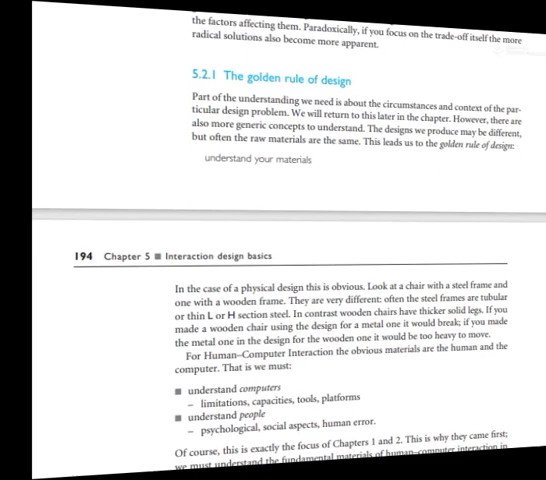 the factors affecting them. Paradoxically, if you focus on the trade-off itself the more
radical solutions also become more apparent.
5.2.1 The golden rule of design
Part of the understanding we need is about the circumstances and context of the par-
ticular design problem. We will return to this later in the chapter. However, there are
also more generic concepts to understand. The designs we produce may be different,
but often the raw materials are the same. This leads us to the golden rule of design:
understand your materials
194 Chapter 5 ■ Interaction design basics
In the case of a physical design this is obvious. Look at a chair with a steel frame and
one with a wooden frame. They are very different: often the steel frames are tubular
or thin L or H section steel. In contrast wooden chairs have thicker solid legs. If you
made a wooden chair using the design for a metal one it would break; if you made
the metal one in the design for the wooden one it would be too heavy to move.
For Human–Computer Interaction the obvious materials are the human and the
computer. That is we must:
■ understand computers
– limitations, capacities, tools, platforms
■ understand people
– psychological, social aspects, human error.
Of course, this is exactly the focus of Chapters 1 and 2. This is why they came first;
we must understand the fundamental materials of human–computer interaction in